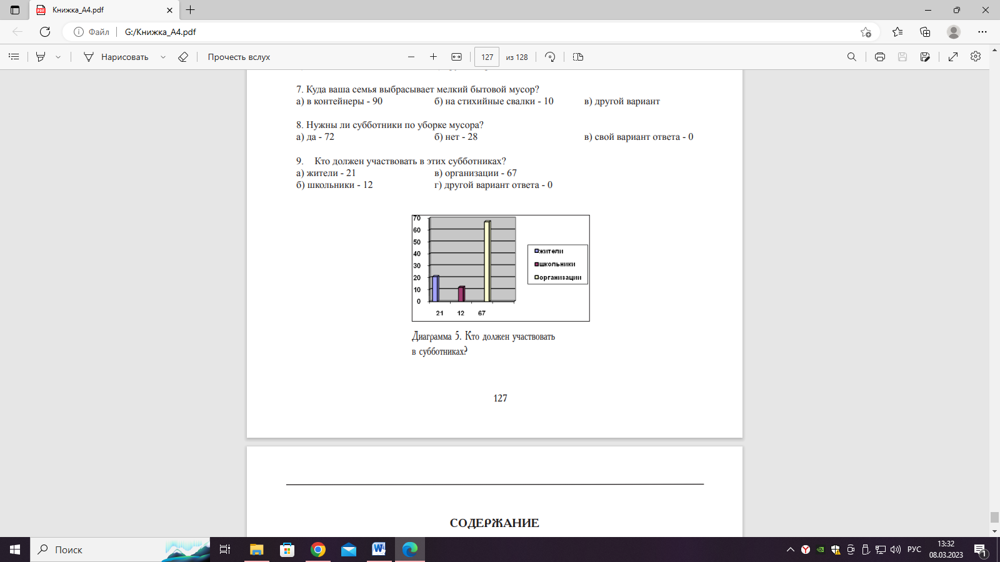 Книжка_A4.pdf
Файл G:/Книжка_A4.pdf
Нарисовать Прочесть вслух 127 из 128
7. Куда ваша семья выбрасывает мелкий бытовой мусор?
а) в контейнеры - 90 б) на стихийные свалки - 10 в) другой вариант
8. Нужны ли субботники по уборке мусора?
а) да - 72 б) нет - 28 в) свой вариант ответа - 0
9. Кто должен участвовать в этих субботниках?
а) жители - 21 в) организации - 67
б) школьники - 12 г) другой вариант ответа - 0
70
60
50
40
30
20
10
0
21 12 67
жители
школьники
организации
Диаграмма 5. Кто должен участвовать
в субботниках?
127
СОДЕРЖАНИЕ
Поиск
РУС
13:32
08.03.2023
1